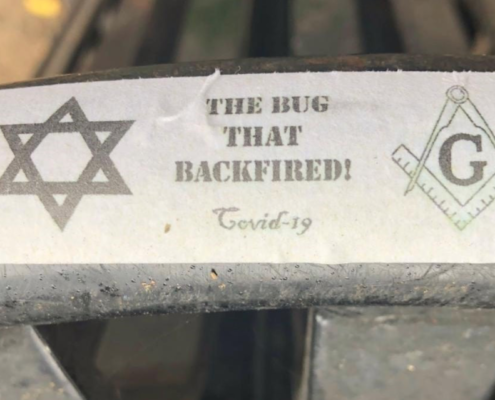 THE BUG
THAT
BACKFIRED!
Covid-19
G